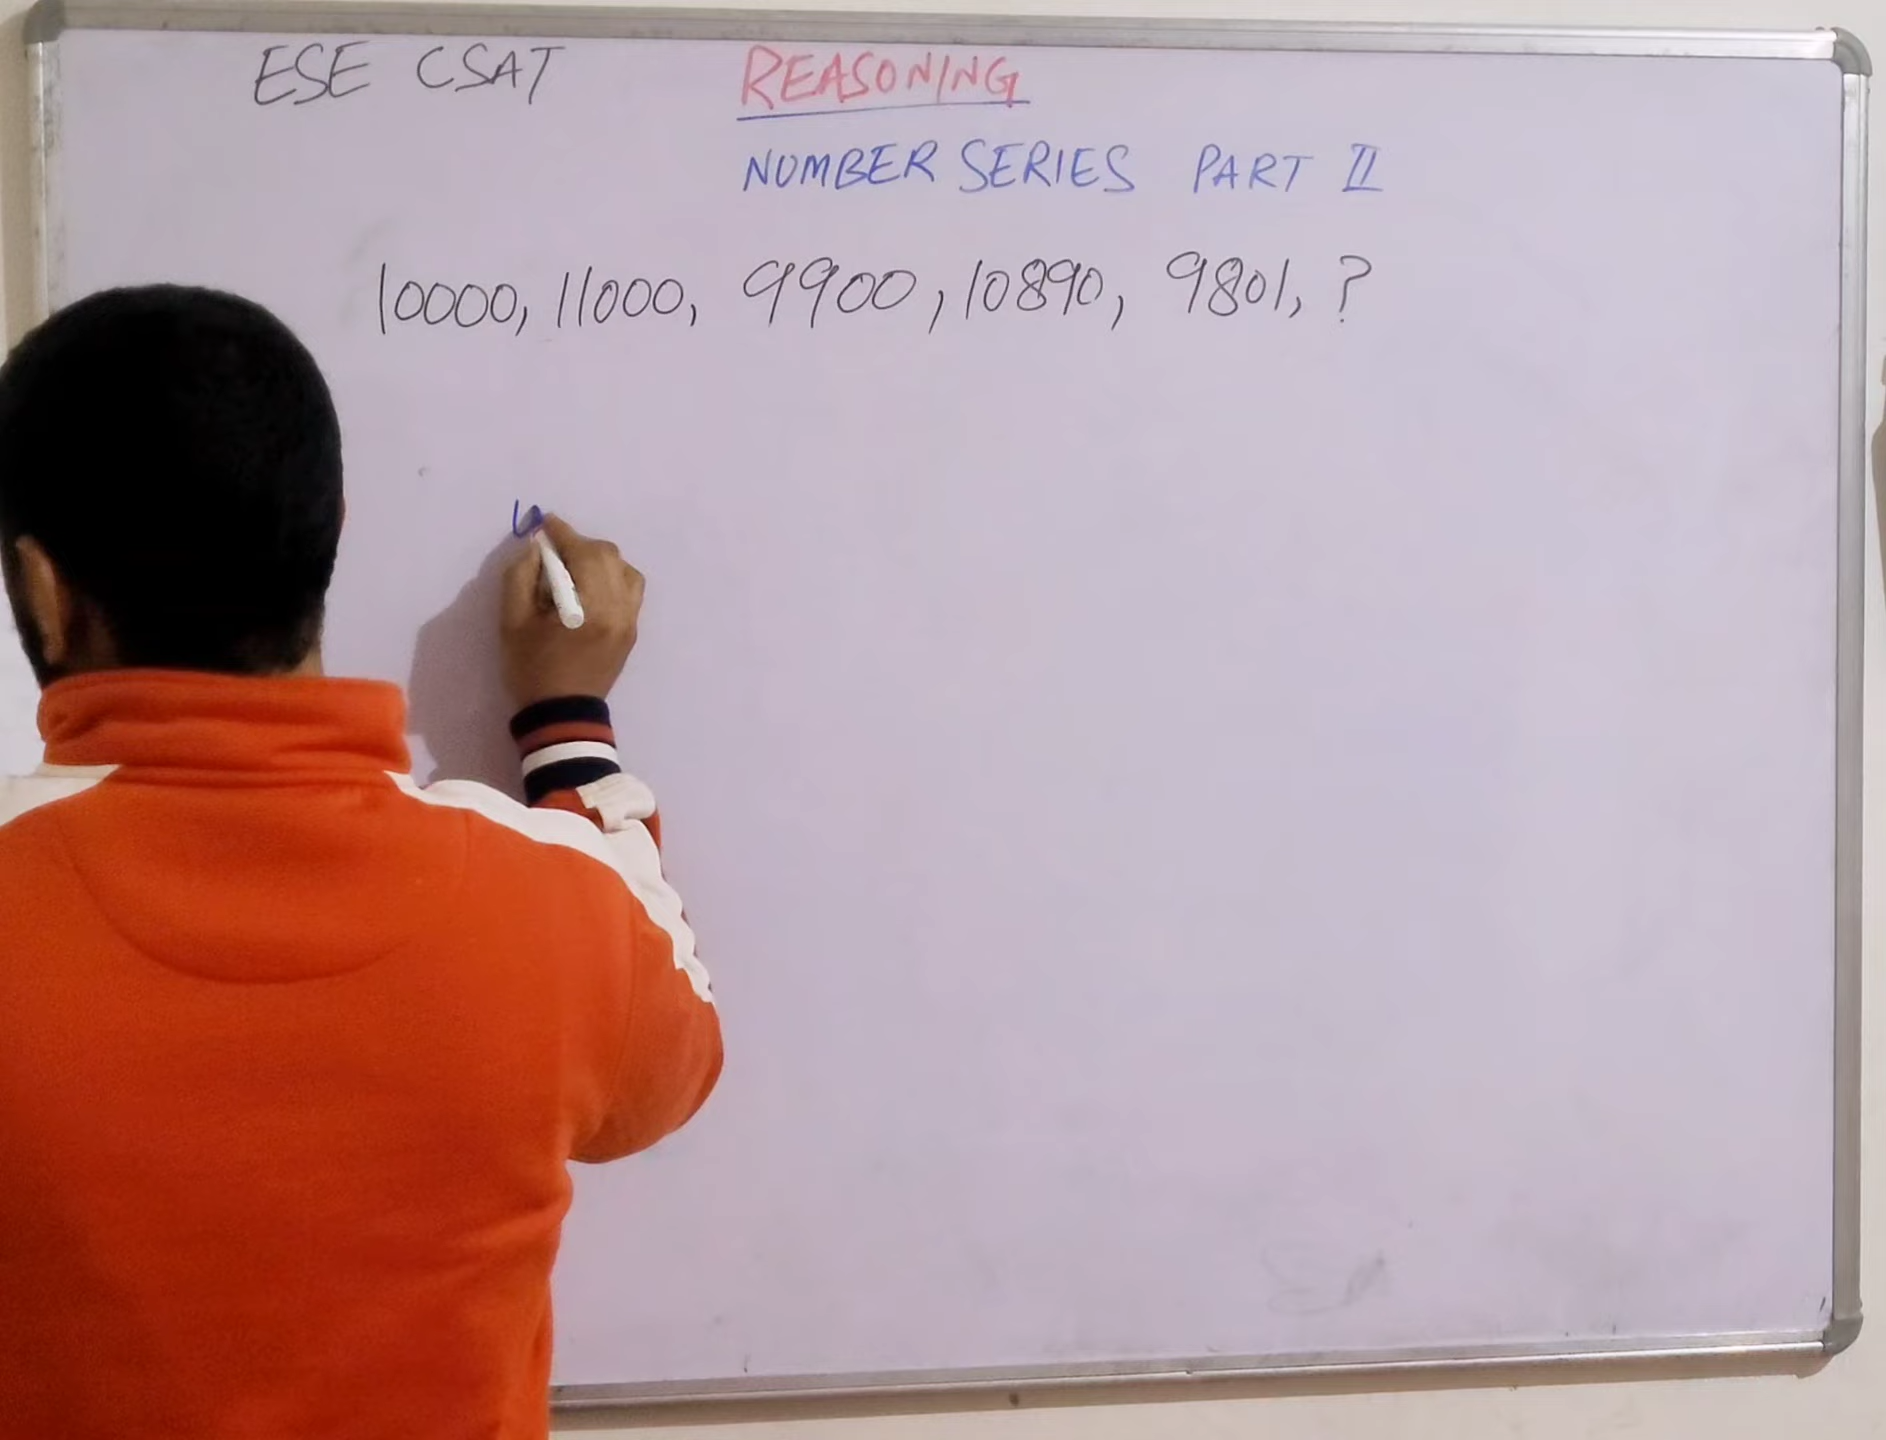 ESE CSAT REASONING
NUMBER SERIES PART II
10000, 11000, 9900, 10890, 9801, ?